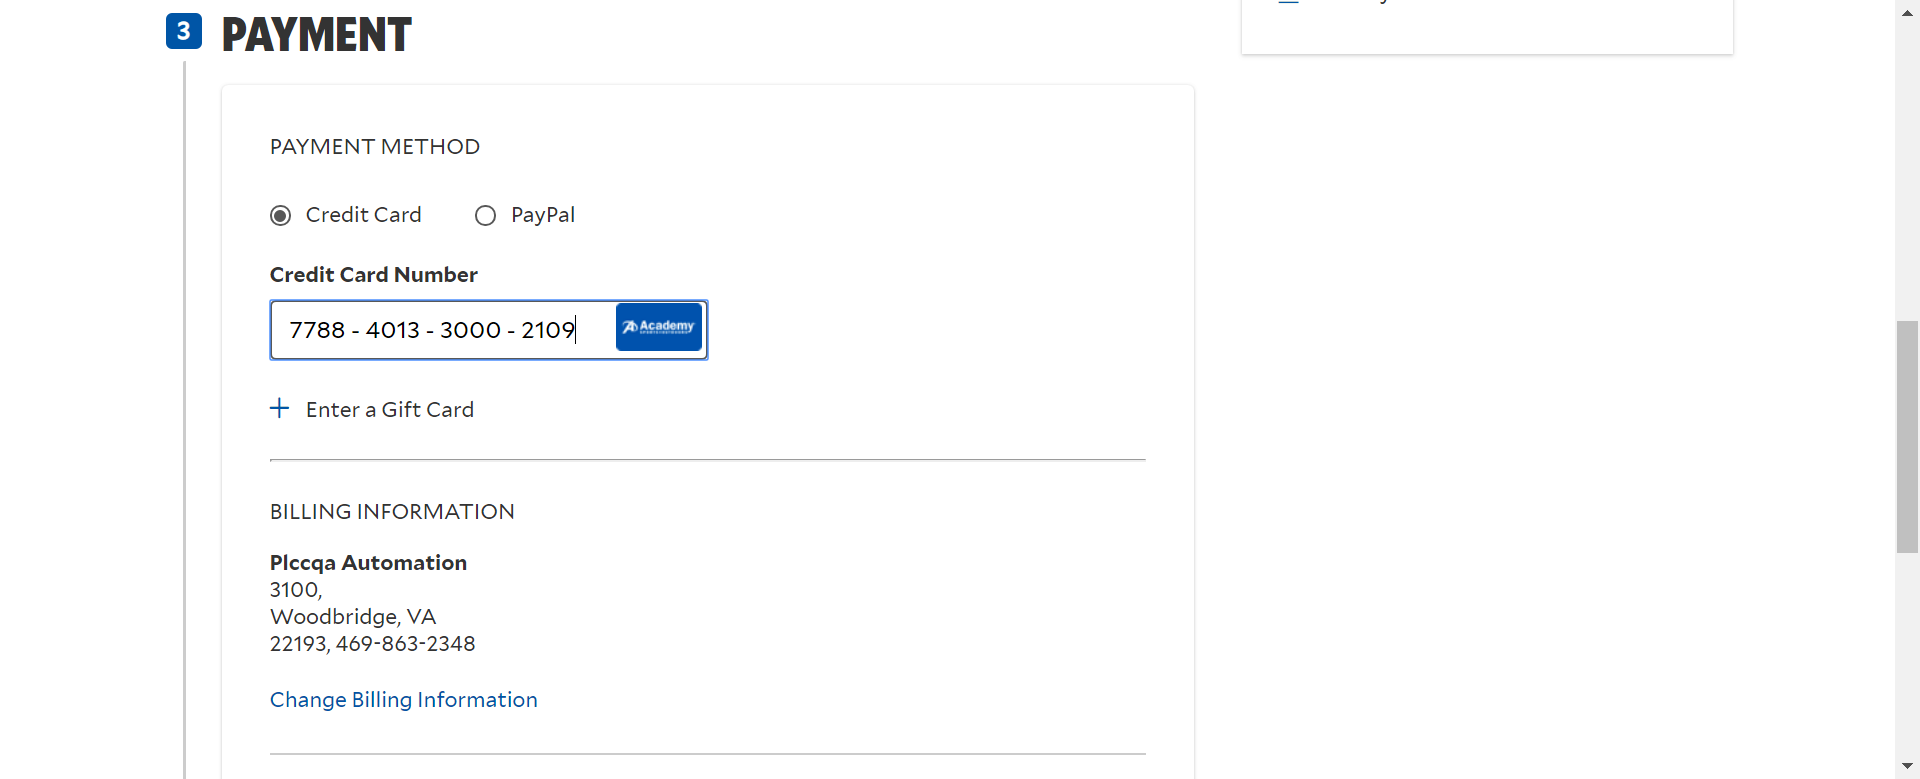 3 PAYMENT
PAYMENT METHOD
Credit Card PayPal
Credit Card Number
7788 - 4013 - 3000 - 2109 Academy
+ Enter a Gift Card
BILLING INFORMATION
Plccqa Automation
3100,
Woodbridge, VA
22193, 469-863-2348
Change Billing Information